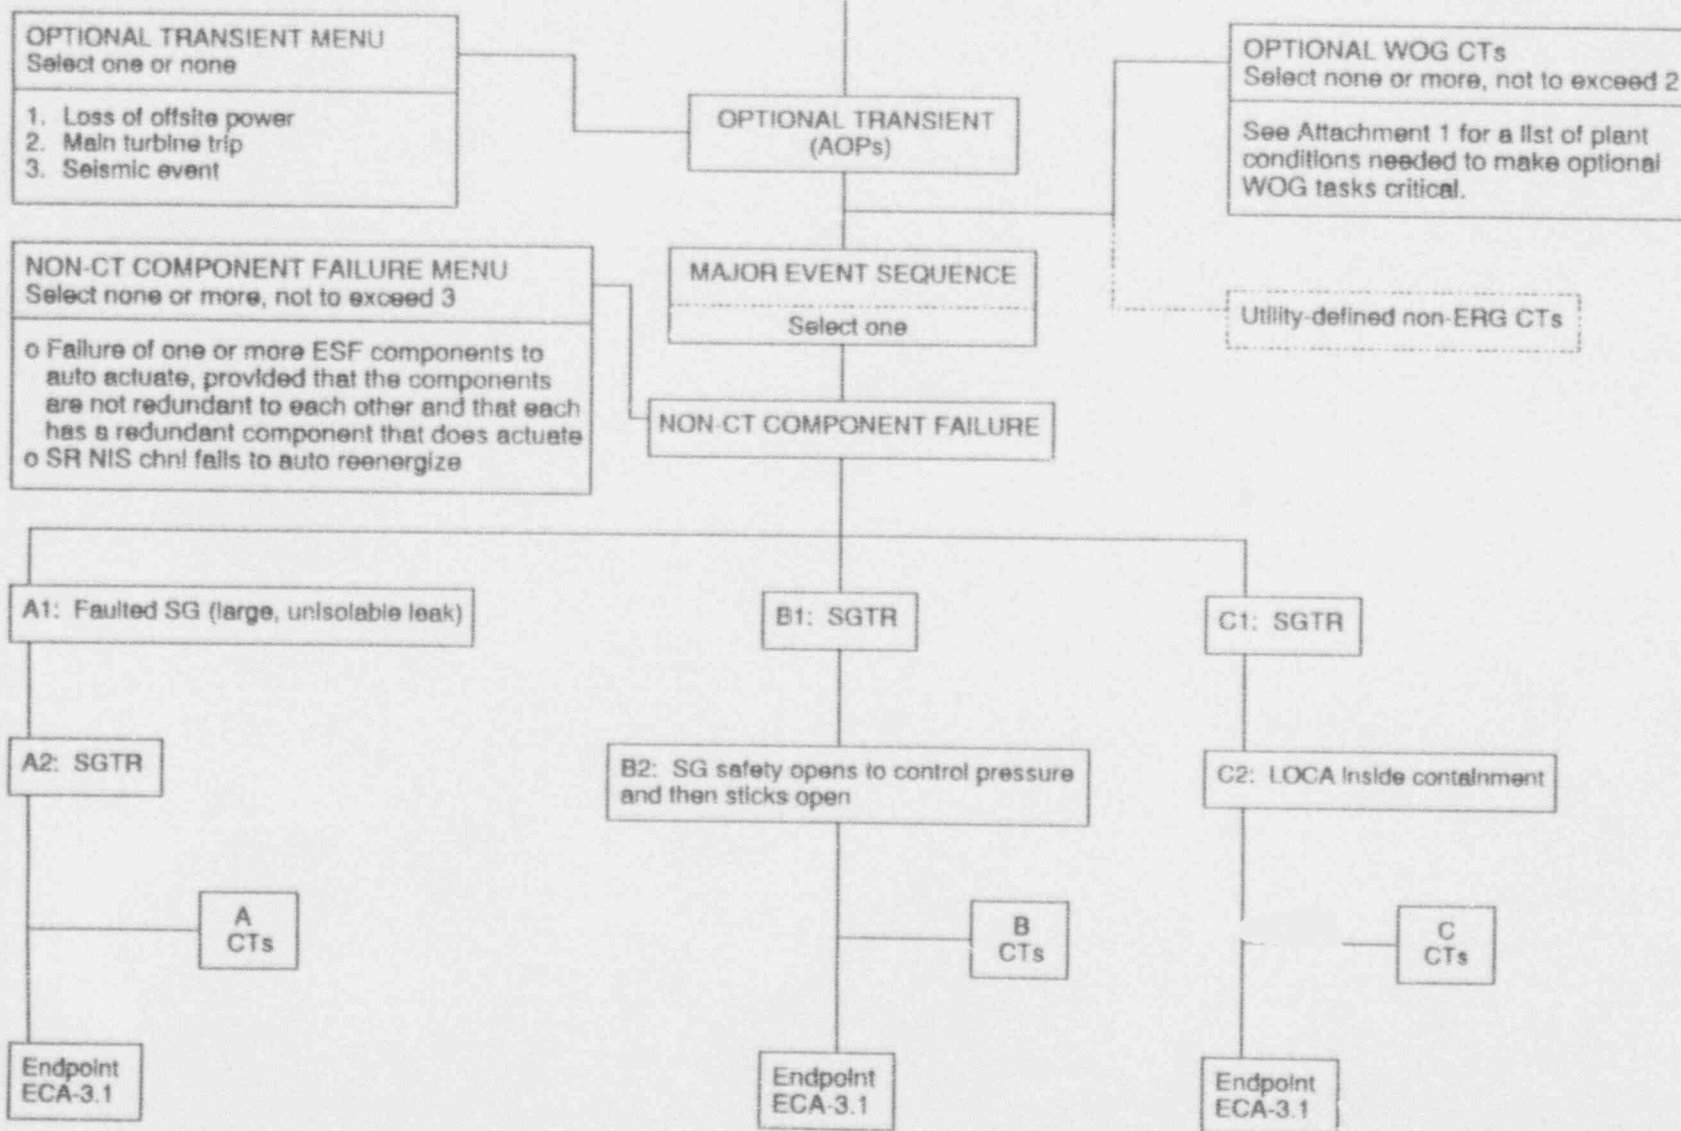 OPTIONAL TRANSIENT MENU
Select one or none
1. Loss of offsite power
2. Main turbine trip
3. Seismic event
OPTIONAL TRANSIENT
(AOPs)
OPTIONAL WOG CTs
Select none or more, not to exceed 2
See Attachment 1 for a list of plant
conditions needed to make optional
WOG tasks critical.
NON-CT COMPONENT FAILURE MENU
Select none or more, not to exceed 3
o Failure of one or more ESF components to
auto actuate, provided that the components
are not redundant to each other and that each
has a redundant component that does actuate
o SR NIS chnl fails to auto reenergize
MAJOR EVENT SEQUENCE
Select one
Utility-defined non-ERG CTs
NON-CT COMPONENT FAILURE
A1: Faulted SG (large, unisolable leak)
B1: SGTR
C1: SGTR
A2: SGTR
B2: SG safety opens to control pressure
and then sticks open
C2: LOCA inside containment
A
CTs
B
CTs
C
CTs
Endpoint
ECA-3.1
Endpoint
ECA-3.1
Endpoint
ECA-3.1